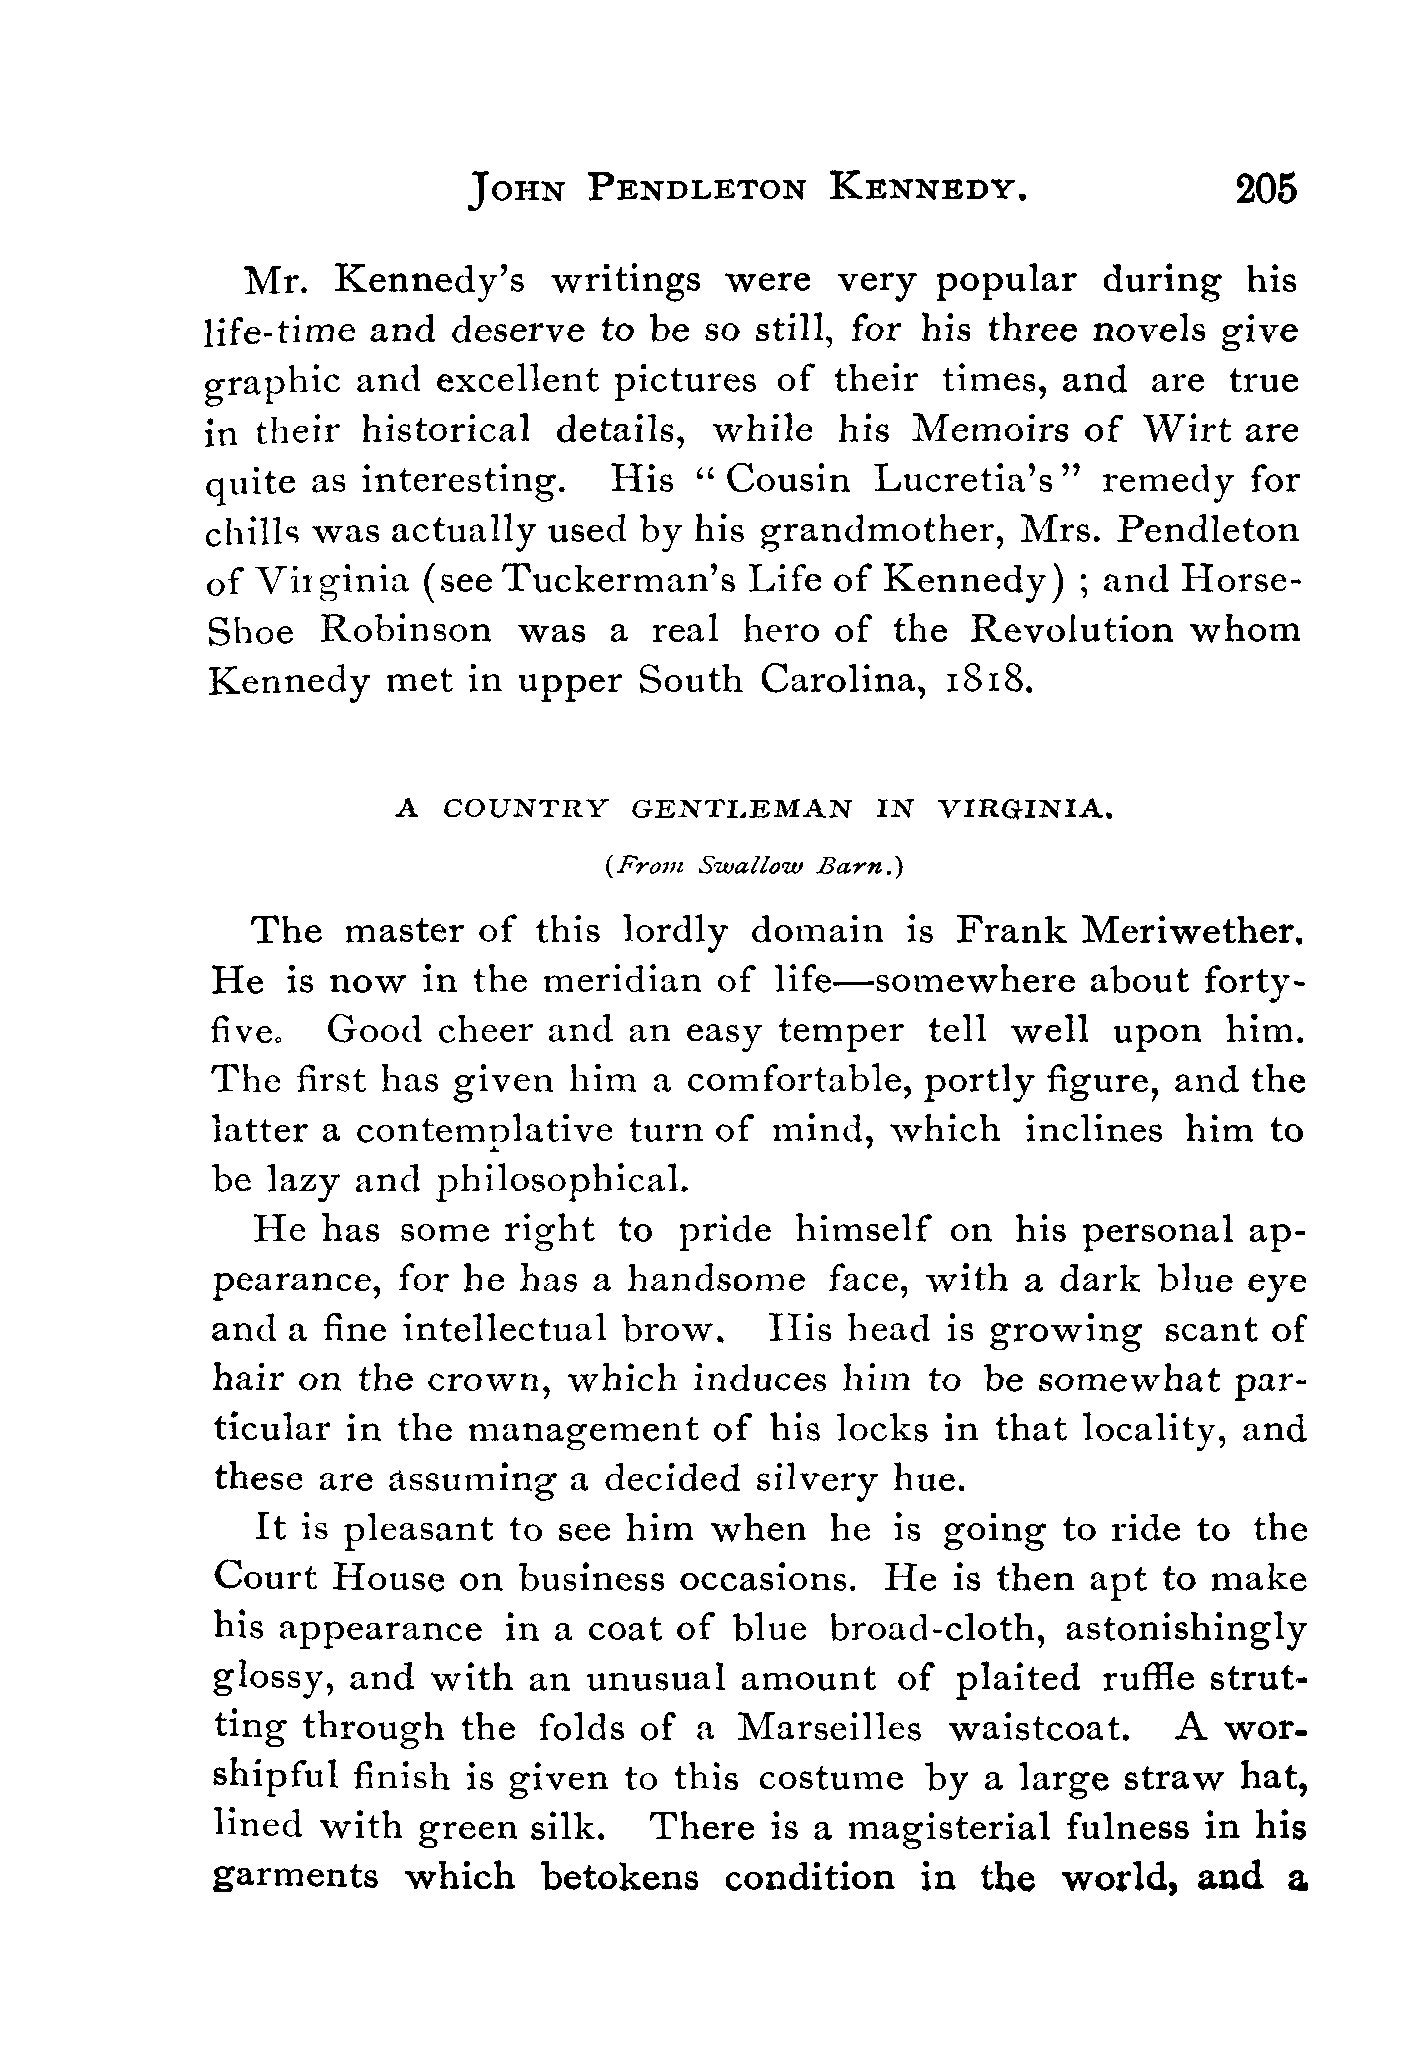 JOHN PENDLETON KENNEDY. 205
Mr. Kennedy's writings were very popular during his
life-time and deserve to be so still, for his three novels give
graphic and excellent pictures of their times, and are true
in their historical details, while his Memoirs of Wirt are
quite as interesting. His "Cousin Lucretia's" remedy for
chills was actually used by his grandmother, Mrs. Pendleton
of Virginia (see Tuckerman's Life of Kennedy) ; and Horse-
Shoe Robinson was a real hero of the Revolution whom
Kennedy met in upper South Carolina, 1818.
A COUNTRY GENTLEMAN IN VIRGINIA.
(From Swallow Barn.)
The master of this lordly domain is Frank Meriwether.
He is now in the meridian of life—somewhere about forty-
five. Good cheer and an easy temper tell well upon him.
The first has given him a comfortable, portly figure, and the
latter a contemplative turn of mind, which inclines him to
be lazy and philosophical.
He has some right to pride himself on his personal ap-
pearance, for he has a handsome face, with a dark blue eye
and a fine intellectual brow. His head is growing scant of
hair on the crown, which induces him to be somewhat par-
ticular in the management of his locks in that locality, and
these are assuming a decided silvery hue.
It is pleasant to see him when he is going to ride to the
Court House on business occasions. He is then apt to make
his appearance in a coat of blue broad-cloth, astonishingly
glossy, and with an unusual amount of plaited ruffle strut-
ting through the folds of a Marseilles waistcoat. A wor-
shipful finish is given to this costume by a large straw hat,
lined with green silk. There is a magisterial fulness in his
garments which betokens condition in the world, and a